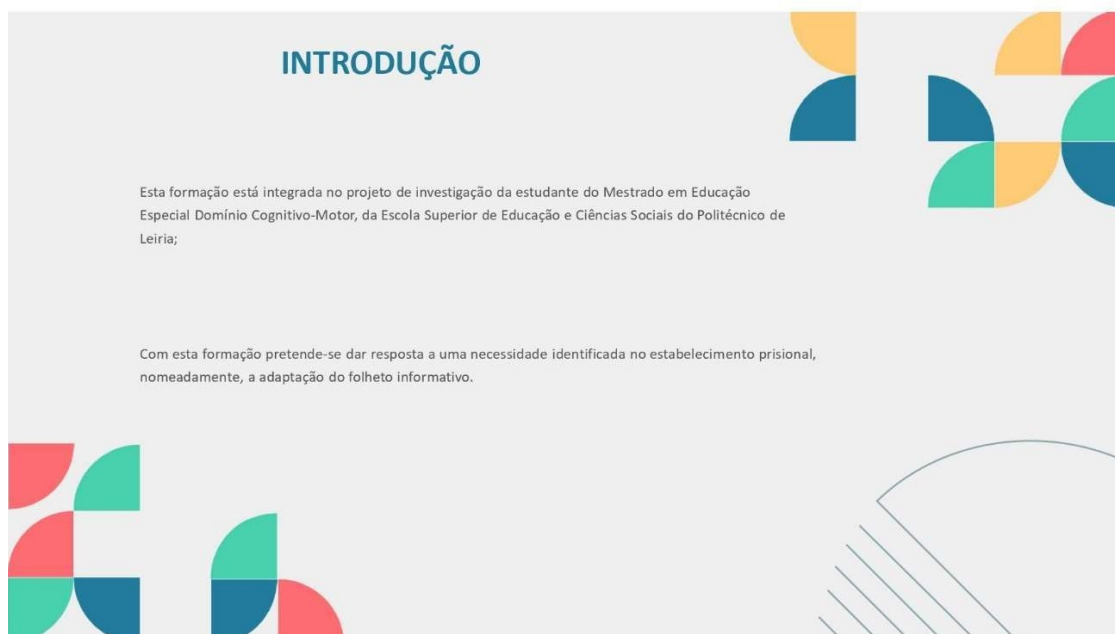 INTRODUÇÃO
Esta formação está integrada no projeto de investigação da estudante do Mestrado em Educação
Especial Domínio Cognitivo-Motor, da Escola Superior de Educação e Ciências Sociais do Politécnico de
Leiria;
Com esta formação pretende-se dar resposta a uma necessidade identificada no estabelecimento prisional,
nomeadamente, a adaptação do folheto informativo.